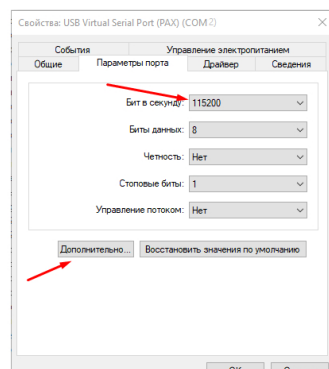 Свойства: USB Virtual Serial Port (PAX) (COM 2)
События Управление электропитанием
Общие Параметры порта Драйвер Сведения
Бит в секунду: 115200
Биты данных: 8
Четность: Нет
Стоповые биты: 1
Управление потоком: Нет
Дополнительно... Восстановить значения по умолчанию